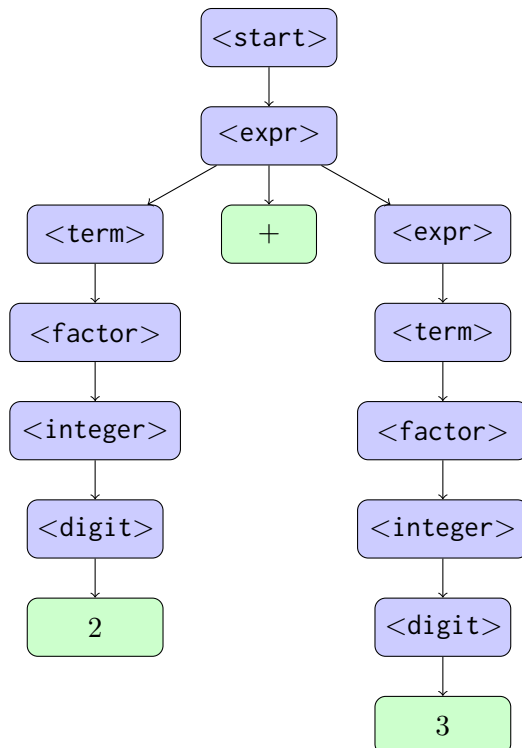 <start>
<expr>
<term> + <expr>
<factor> <term>
<integer> <factor>
<digit> <integer>
2 <digit>
3